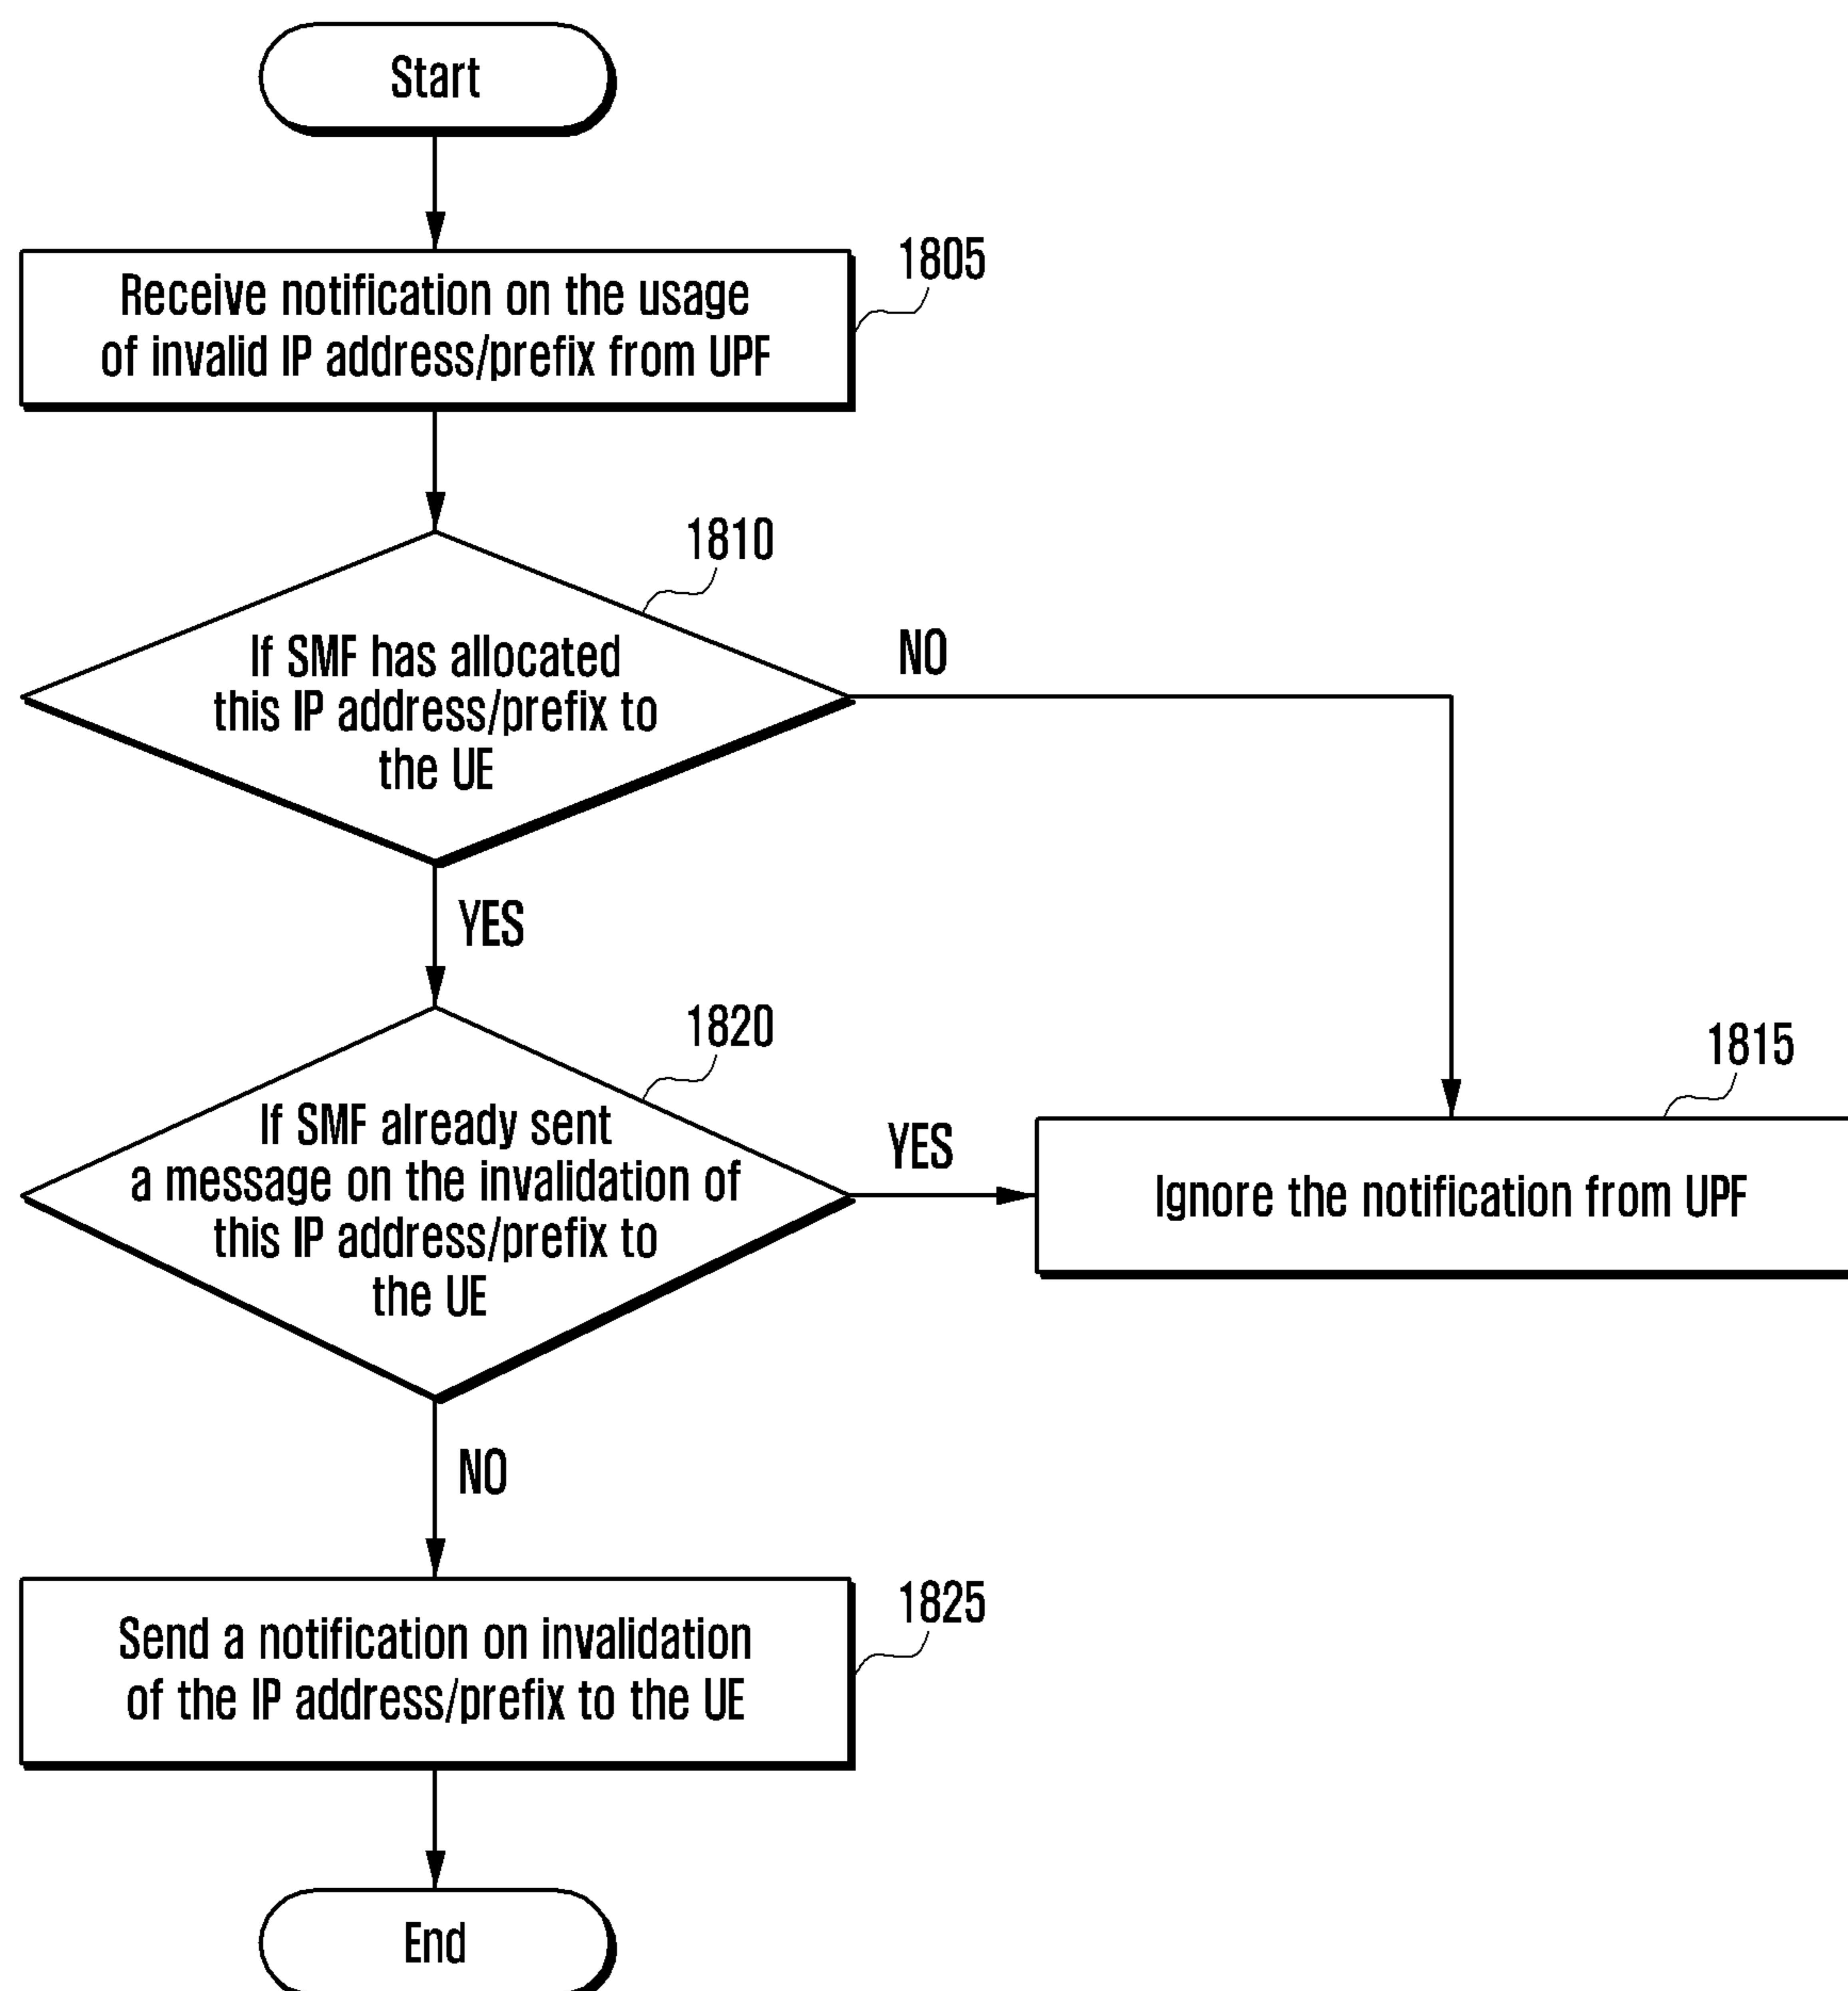 Start
1805
Receive notification on the usage
of invalid IP address/prefix from UPF
1810
If SMF has allocated
this IP address/prefix to
the UE
NO
YES
1820
If SMF already sent
a message on the invalidation of
this IP address/prefix to
the UE
YES
1815
Ignore the notification from UPF
NO
1825
Send a notification on invalidation
of the IP address/prefix to the UE
End